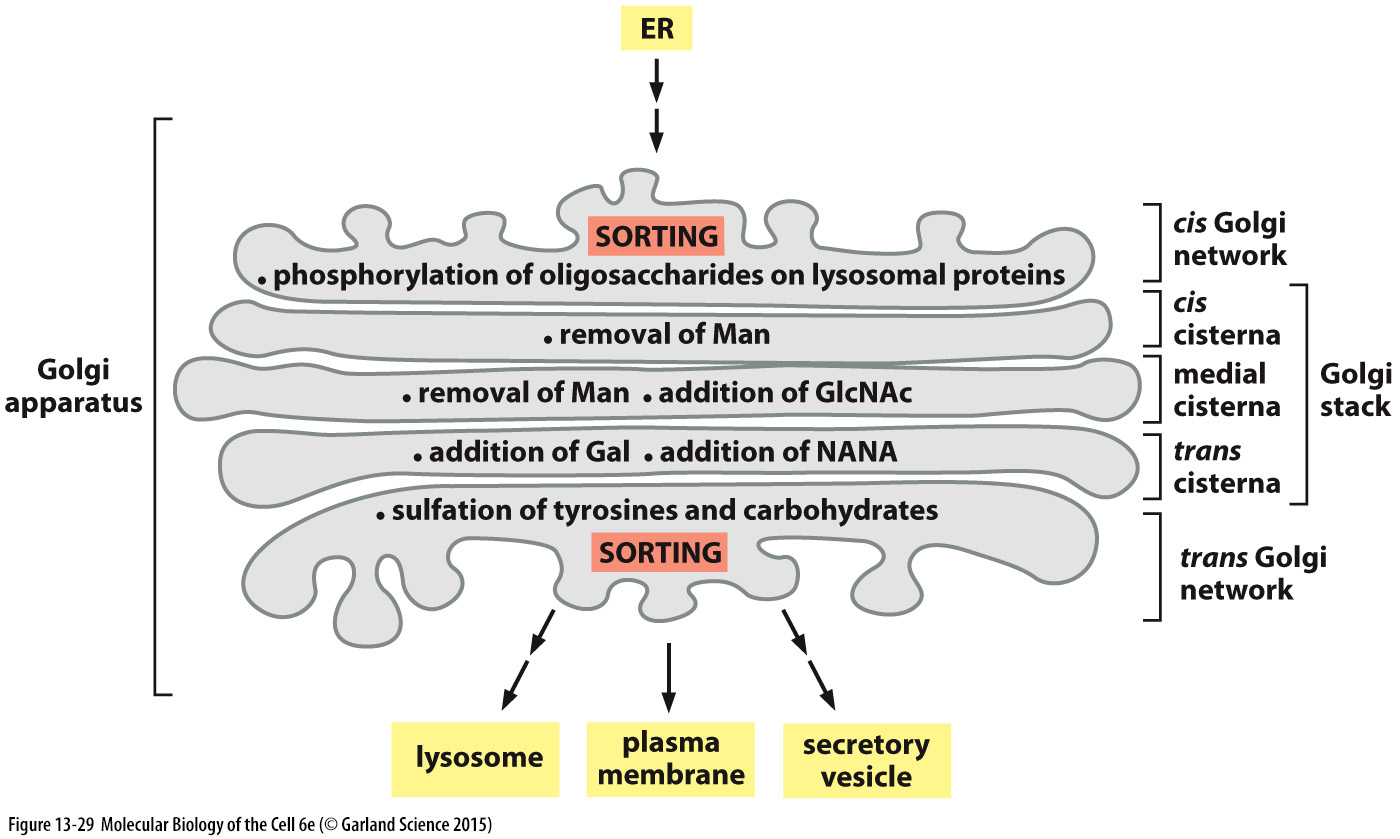 ER
SORTING
• phosphorylation of oligosaccharides on lysosomal proteins
cis Golgi
network
• removal of Man
cis
cisterna
Golgi
apparatus
• removal of Man • addition of GlcNAc
medial
cisterna
Golgi
stack
• addition of Gal • addition of NANA
trans
cisterna
• sulfation of tyrosines and carbohydrates
SORTING
trans Golgi
network
lysosome
plasma
membrane
secretory
vesicle
Figure 13-29 Molecular Biology of the Cell 6e (© Garland Science 2015)